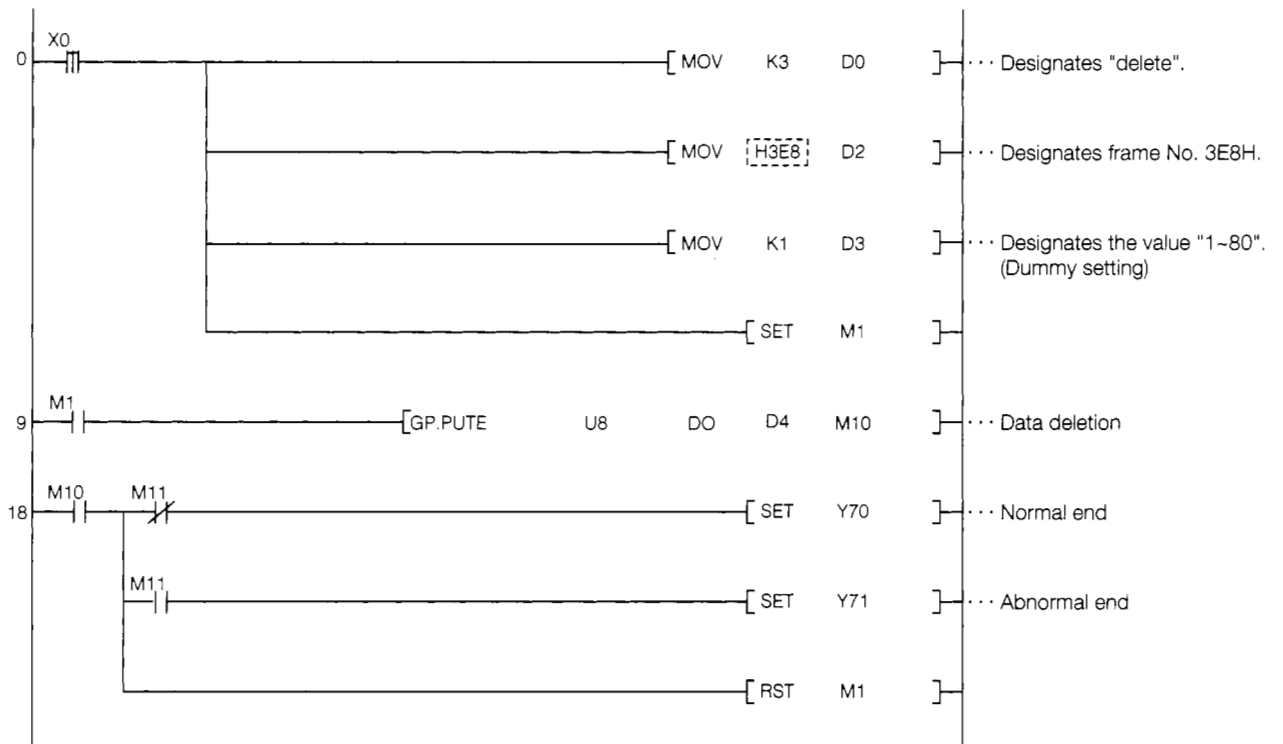 X0
0 MOV K3 D0 ··· Designates "delete".
MOV H3E8 D2 ··· Designates frame No. 3E8H.
MOV K1 D3 ··· Designates the value "1~80".
(Dummy setting)
SET M1
M1
9 GP.PUTE U8 DO D4 M10 ··· Data deletion
M10 M11
18 SET Y70 ··· Normal end
M11
SET Y71 ··· Abnormal end
RST M1